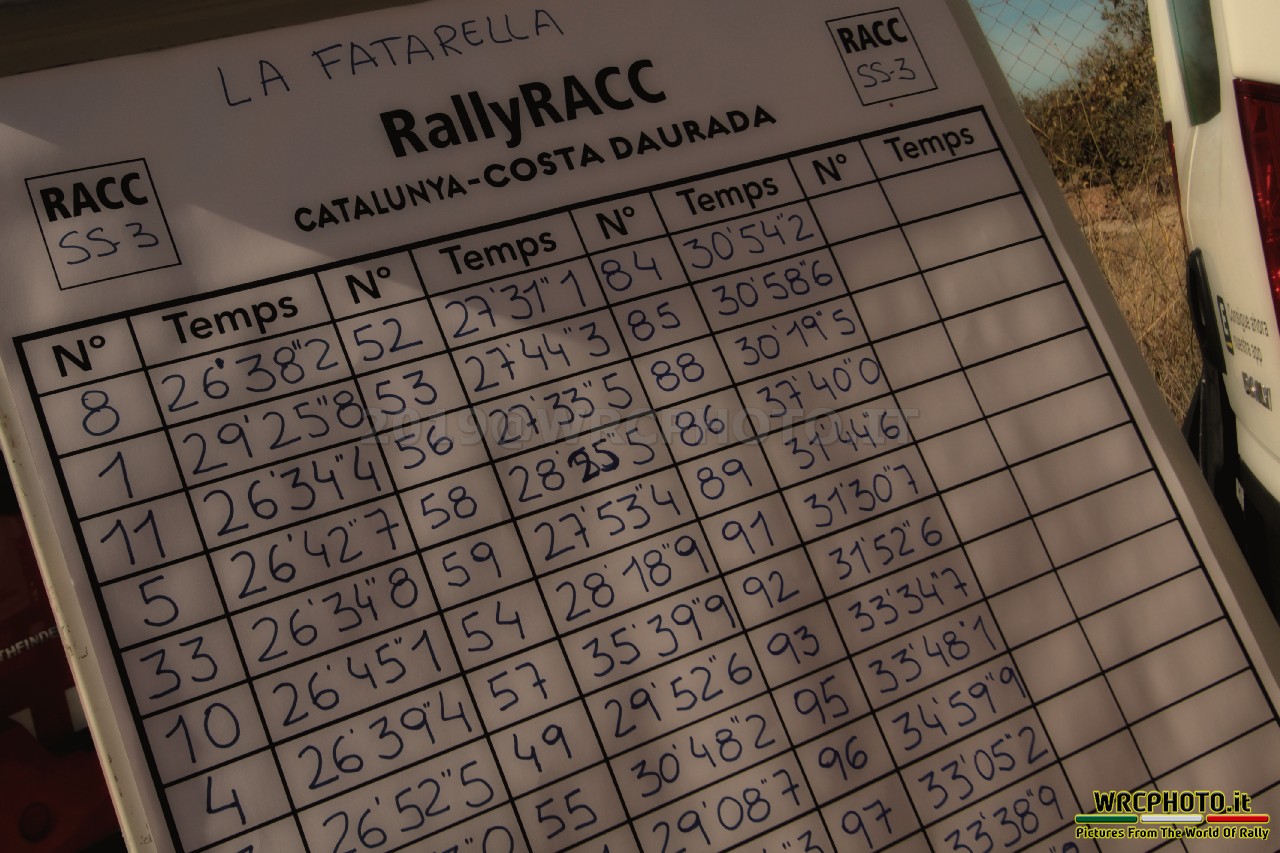 LA FATARELLA
RACC
SS-3
RallyRACC
CATALUNYA-COSTA DAURADA
RACC
SS-3
N° Temps N° Temps N° Temps N° Temps
8 26'38"2 52 27'31"1 84 30'54"2
1 29'25"8 53 27'44"3 85 30'58"6
11 26'34"4 56 27'33"5 88 30'19"5
5 26'42"7 58 28' "5 86 37'40"0
33 26'34"8 59 27'53"4 89 31'44"6
10 26'45"1 54 28'18"9 91 31'30"7
4 26'39"4 57 35'39"9 92 31'52"6
26'52"5 49 29'52"6 93 33'34"7
"0 55 30'48"2 95 33'48"1
29'08"7 96 34'59"9
"3 97 33'05"2
33'38"9
2019@WRCPHOTO.IT
ahora
app
WRCPHOTO.it
Pictures From The World Of Rally